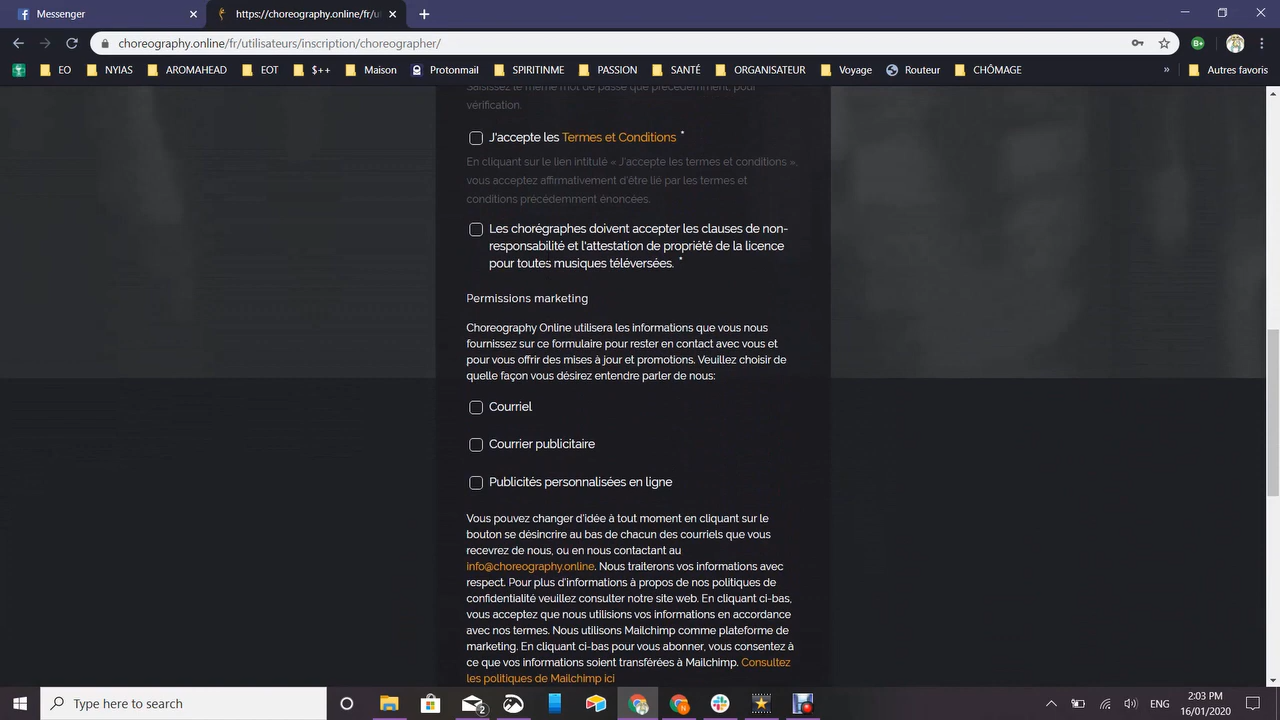 Messenger
https://choreography.online/fr/ut
choreography.online/fr/utilisateurs/inscription/choreographer/
EO
NYIAS
AROMAHEAD
EOT
$++
Maison
Protonmail
SPIRITINME
PASSION
SANTÉ
ORGANISATEUR
Voyage
Routeur
CHÔMAGE
»
Autres favoris
Saisissez le même mot de passe que précédemment, pour
vérification.
J'accepte les Termes et Conditions *
En cliquant sur le lien intitulé « J'accepte les termes et conditions »,
vous acceptez affirmativement d'être lié par les termes et
conditions précédemment énoncées.
Les chorégraphes doivent accepter les clauses de non-
responsabilité et l'attestation de propriété de la licence
pour toutes musiques téléversées. *
Permissions marketing
Choreography Online utilisera les informations que vous nous
fournissez sur ce formulaire pour rester en contact avec vous et
pour vous offrir des mises à jour et promotions. Veuillez choisir de
quelle façon vous désirez entendre parler de nous:
Courriel
Courrier publicitaire
Publicités personnalisées en ligne
Vous pouvez changer d'idée à tout moment en cliquant sur le
bouton se désincrire au bas de chacun des courriels que vous
recevrez de nous, ou en nous contactant au
info@choreography.online. Nous traiterons vos informations avec
respect. Pour plus d'informations à propos de nos politiques de
confidentialité veuillez consulter notre site web. En cliquant ci-bas,
vous acceptez que nous utilisions vos informations en accordance
avec nos termes. Nous utilisons Mailchimp comme plateforme de
marketing. En cliquant ci-bas pour vous abonner, vous consentez à
ce que vos informations soient transférées à Mailchimp. Consultez
les politiques de Mailchimp ici
Type here to search
2
ENG
2:03 PM
16/01/2020